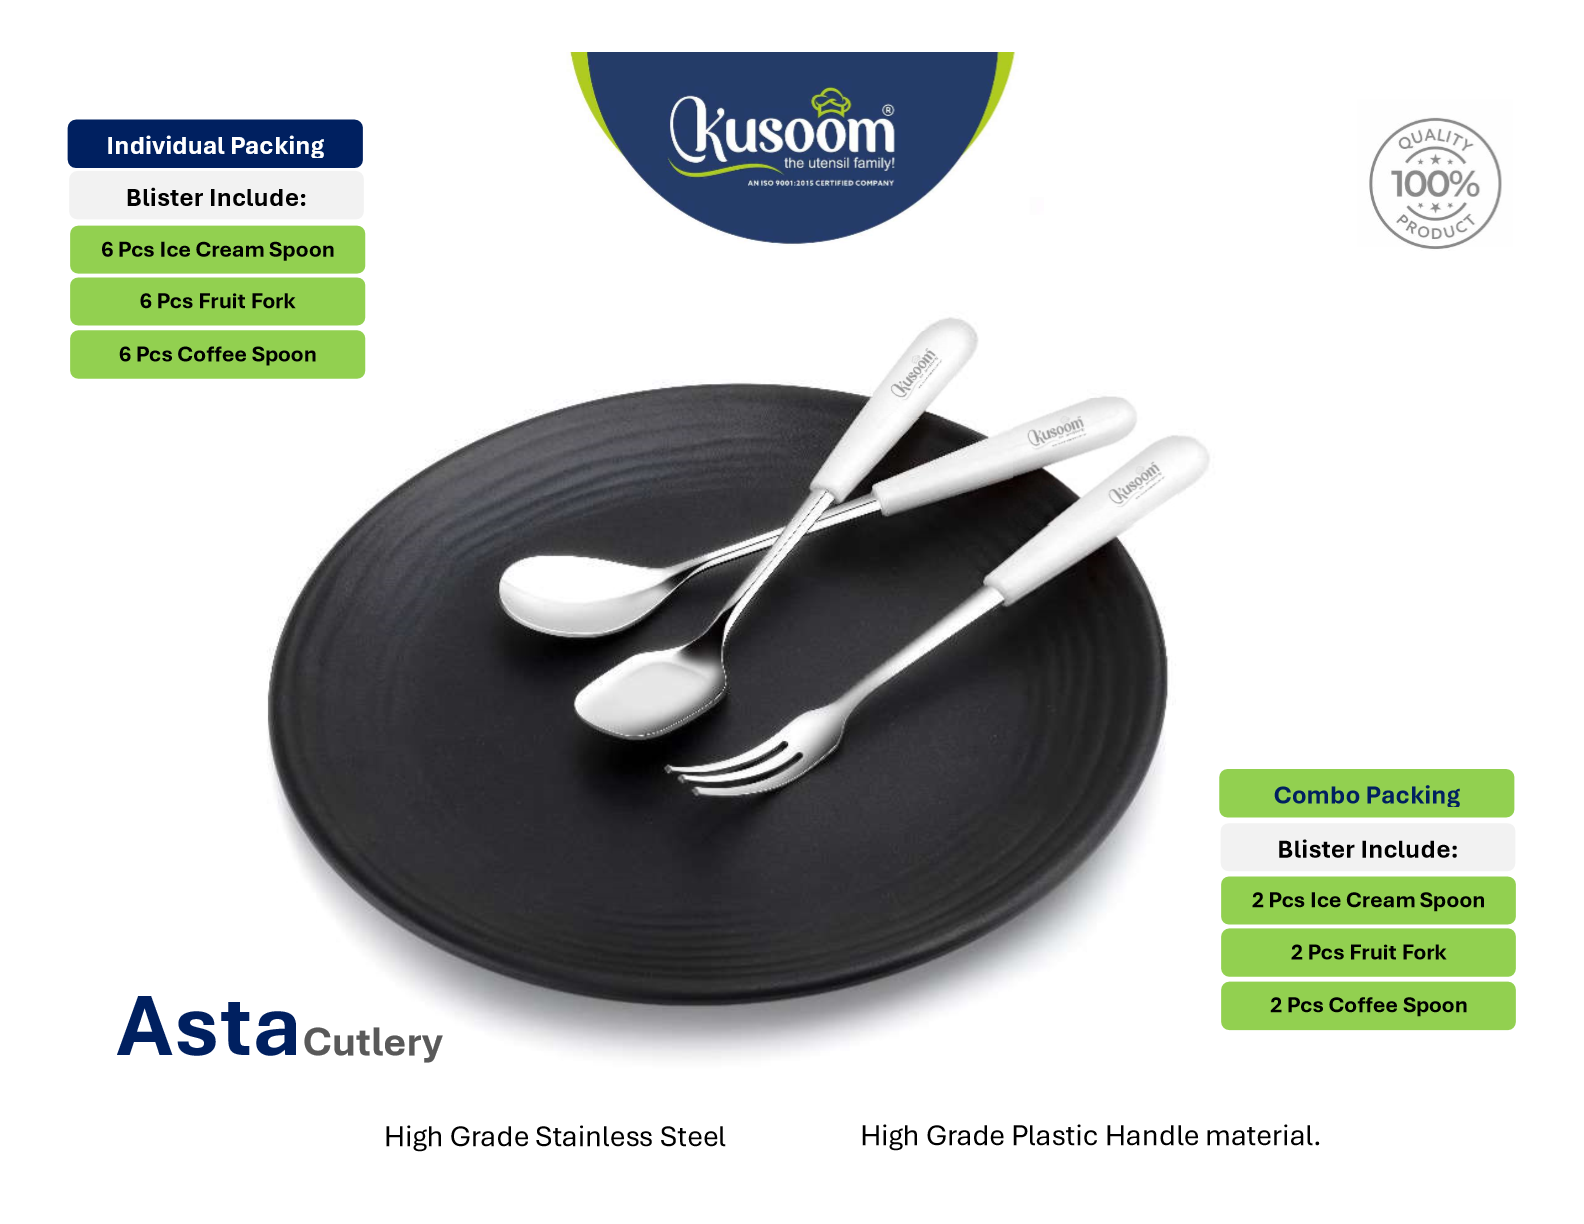 Kusoom®
the utensil family!
AN ISO 9001:2015 CERTIFIED COMPANY
Individual Packing
Blister Include:
6 Pcs Ice Cream Spoon
6 Pcs Fruit Fork
6 Pcs Coffee Spoon
QUALITY
100%
PRODUCT
Kusoom
Kusoom
Kusoom
Combo Packing
Blister Include:
2 Pcs Ice Cream Spoon
2 Pcs Fruit Fork
2 Pcs Coffee Spoon
Asta Cutlery
High Grade Stainless Steel
High Grade Plastic Handle material.